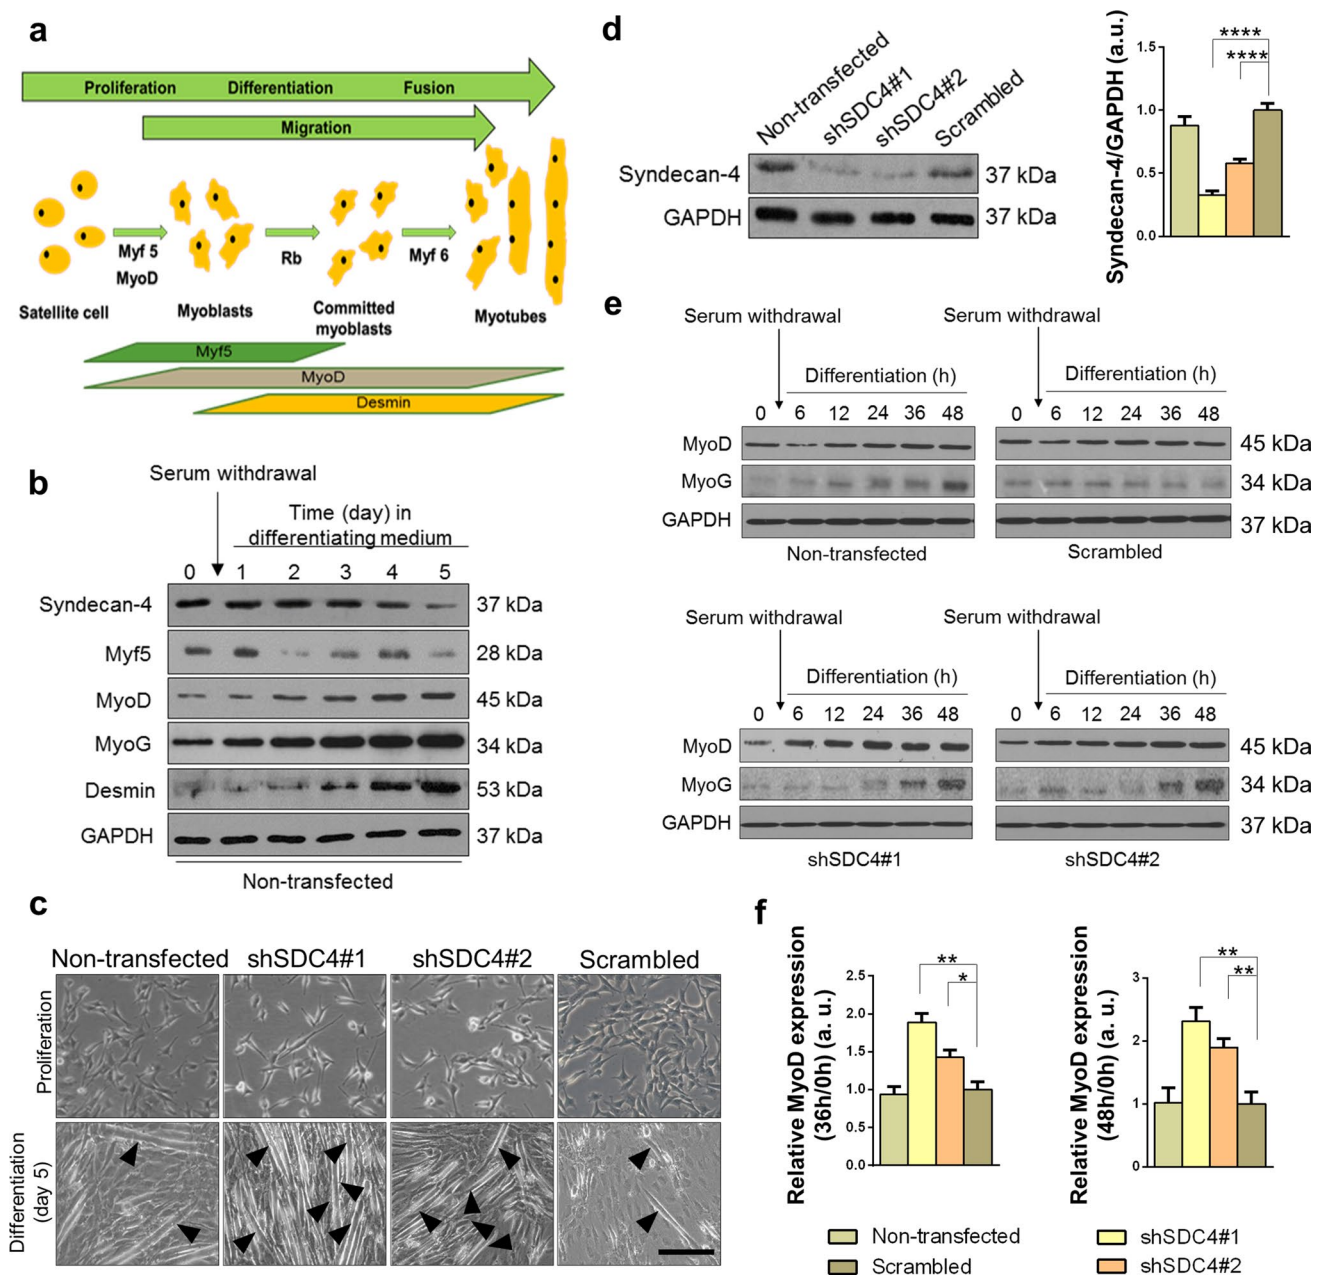 a
Proliferation Differentiation Fusion
Migration
Myf 5
MyoD
Rb
Myf 6
Satellite cell
Myoblasts
Committed
myoblasts
Myotubes
Myf5
MyoD
Desmin
b
Serum withdrawal
Time (day) in
differentiating medium
0 1 2 3 4 5
Syndecan-4 37 kDa
Myf5 28 kDa
MyoD 45 kDa
MyoG 34 kDa
Desmin 53 kDa
GAPDH 37 kDa
Non-transfected
c
Non-transfected shSDC4#1 shSDC4#2 Scrambled
Proliferation
Differentiation
(day 5)
d
Non-transfected
shSDC4#1
shSDC4#2
Scrambled
Syndecan-4 37 kDa
GAPDH 37 kDa
Syndecan-4/GAPDH (a.u.)
1.5
1.0
0.5
0.0
****
****
e
Serum withdrawal
Differentiation (h)
0 6 12 24 36 48
MyoD
MyoG
GAPDH
Non-transfected
Serum withdrawal
Differentiation (h)
0 6 12 24 36 48
45 kDa
34 kDa
37 kDa
Scrambled
Serum withdrawal
Differentiation (h)
0 6 12 24 36 48
MyoD
MyoG
GAPDH
shSDC4#1
Serum withdrawal
Differentiation (h)
0 6 12 24 36 48
45 kDa
34 kDa
37 kDa
shSDC4#2
f
Relative MyoD expression
(36h/0h) (a. u.)
2.5
2.0
1.5
1.0
0.5
0.0
**
*
Relative MyoD expression
(48h/0h) (a. u.)
3
2
1
0
**
**
Non-transfected
Scrambled
shSDC4#1
shSDC4#2